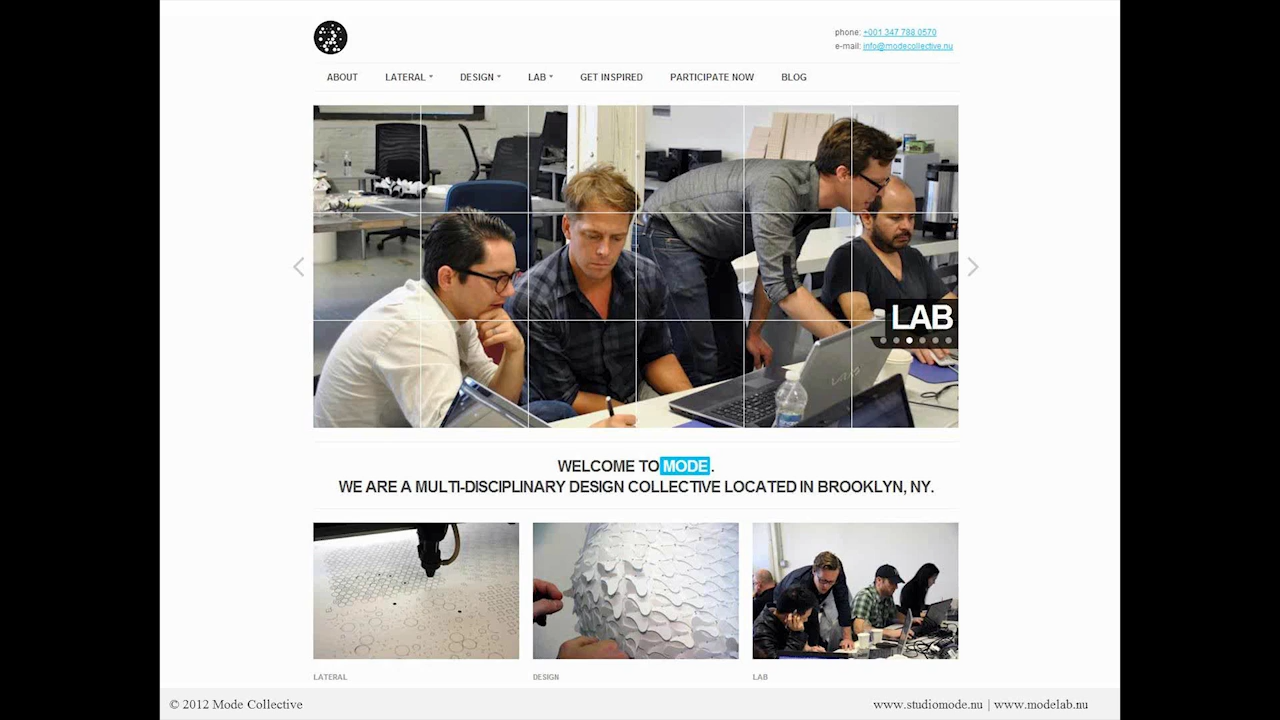 phone: +001 347 788 0570
e-mail: info@modecollective.nu
ABOUT LATERAL DESIGN LAB GET INSPIRED PARTICIPATE NOW BLOG
LAB
WELCOME TO MODE.
WE ARE A MULTI-DISCIPLINARY DESIGN COLLECTIVE LOCATED IN BROOKLYN, NY.
LATERAL DESIGN LAB
© 2012 Mode Collective www.studiomode.nu | www.modelab.nu